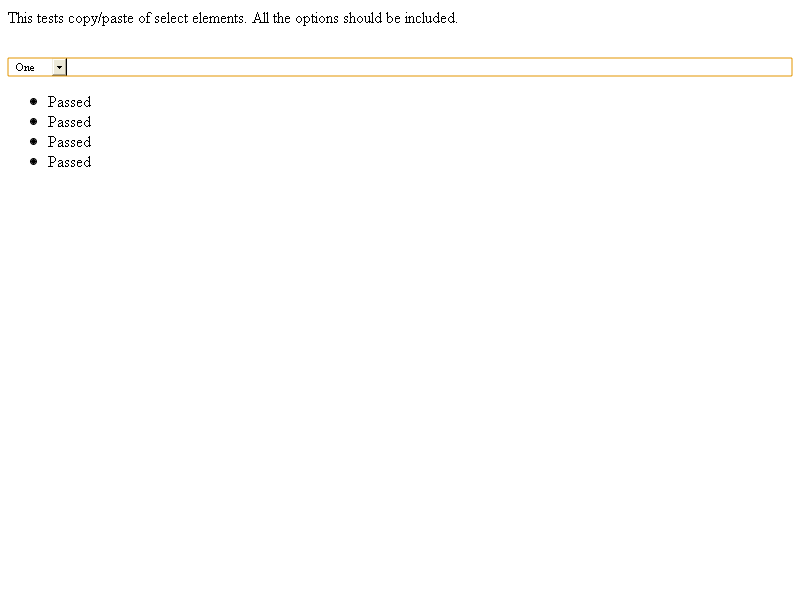 This tests copy/paste of select elements. All the options should be included.
One
Passed
Passed
Passed
Passed